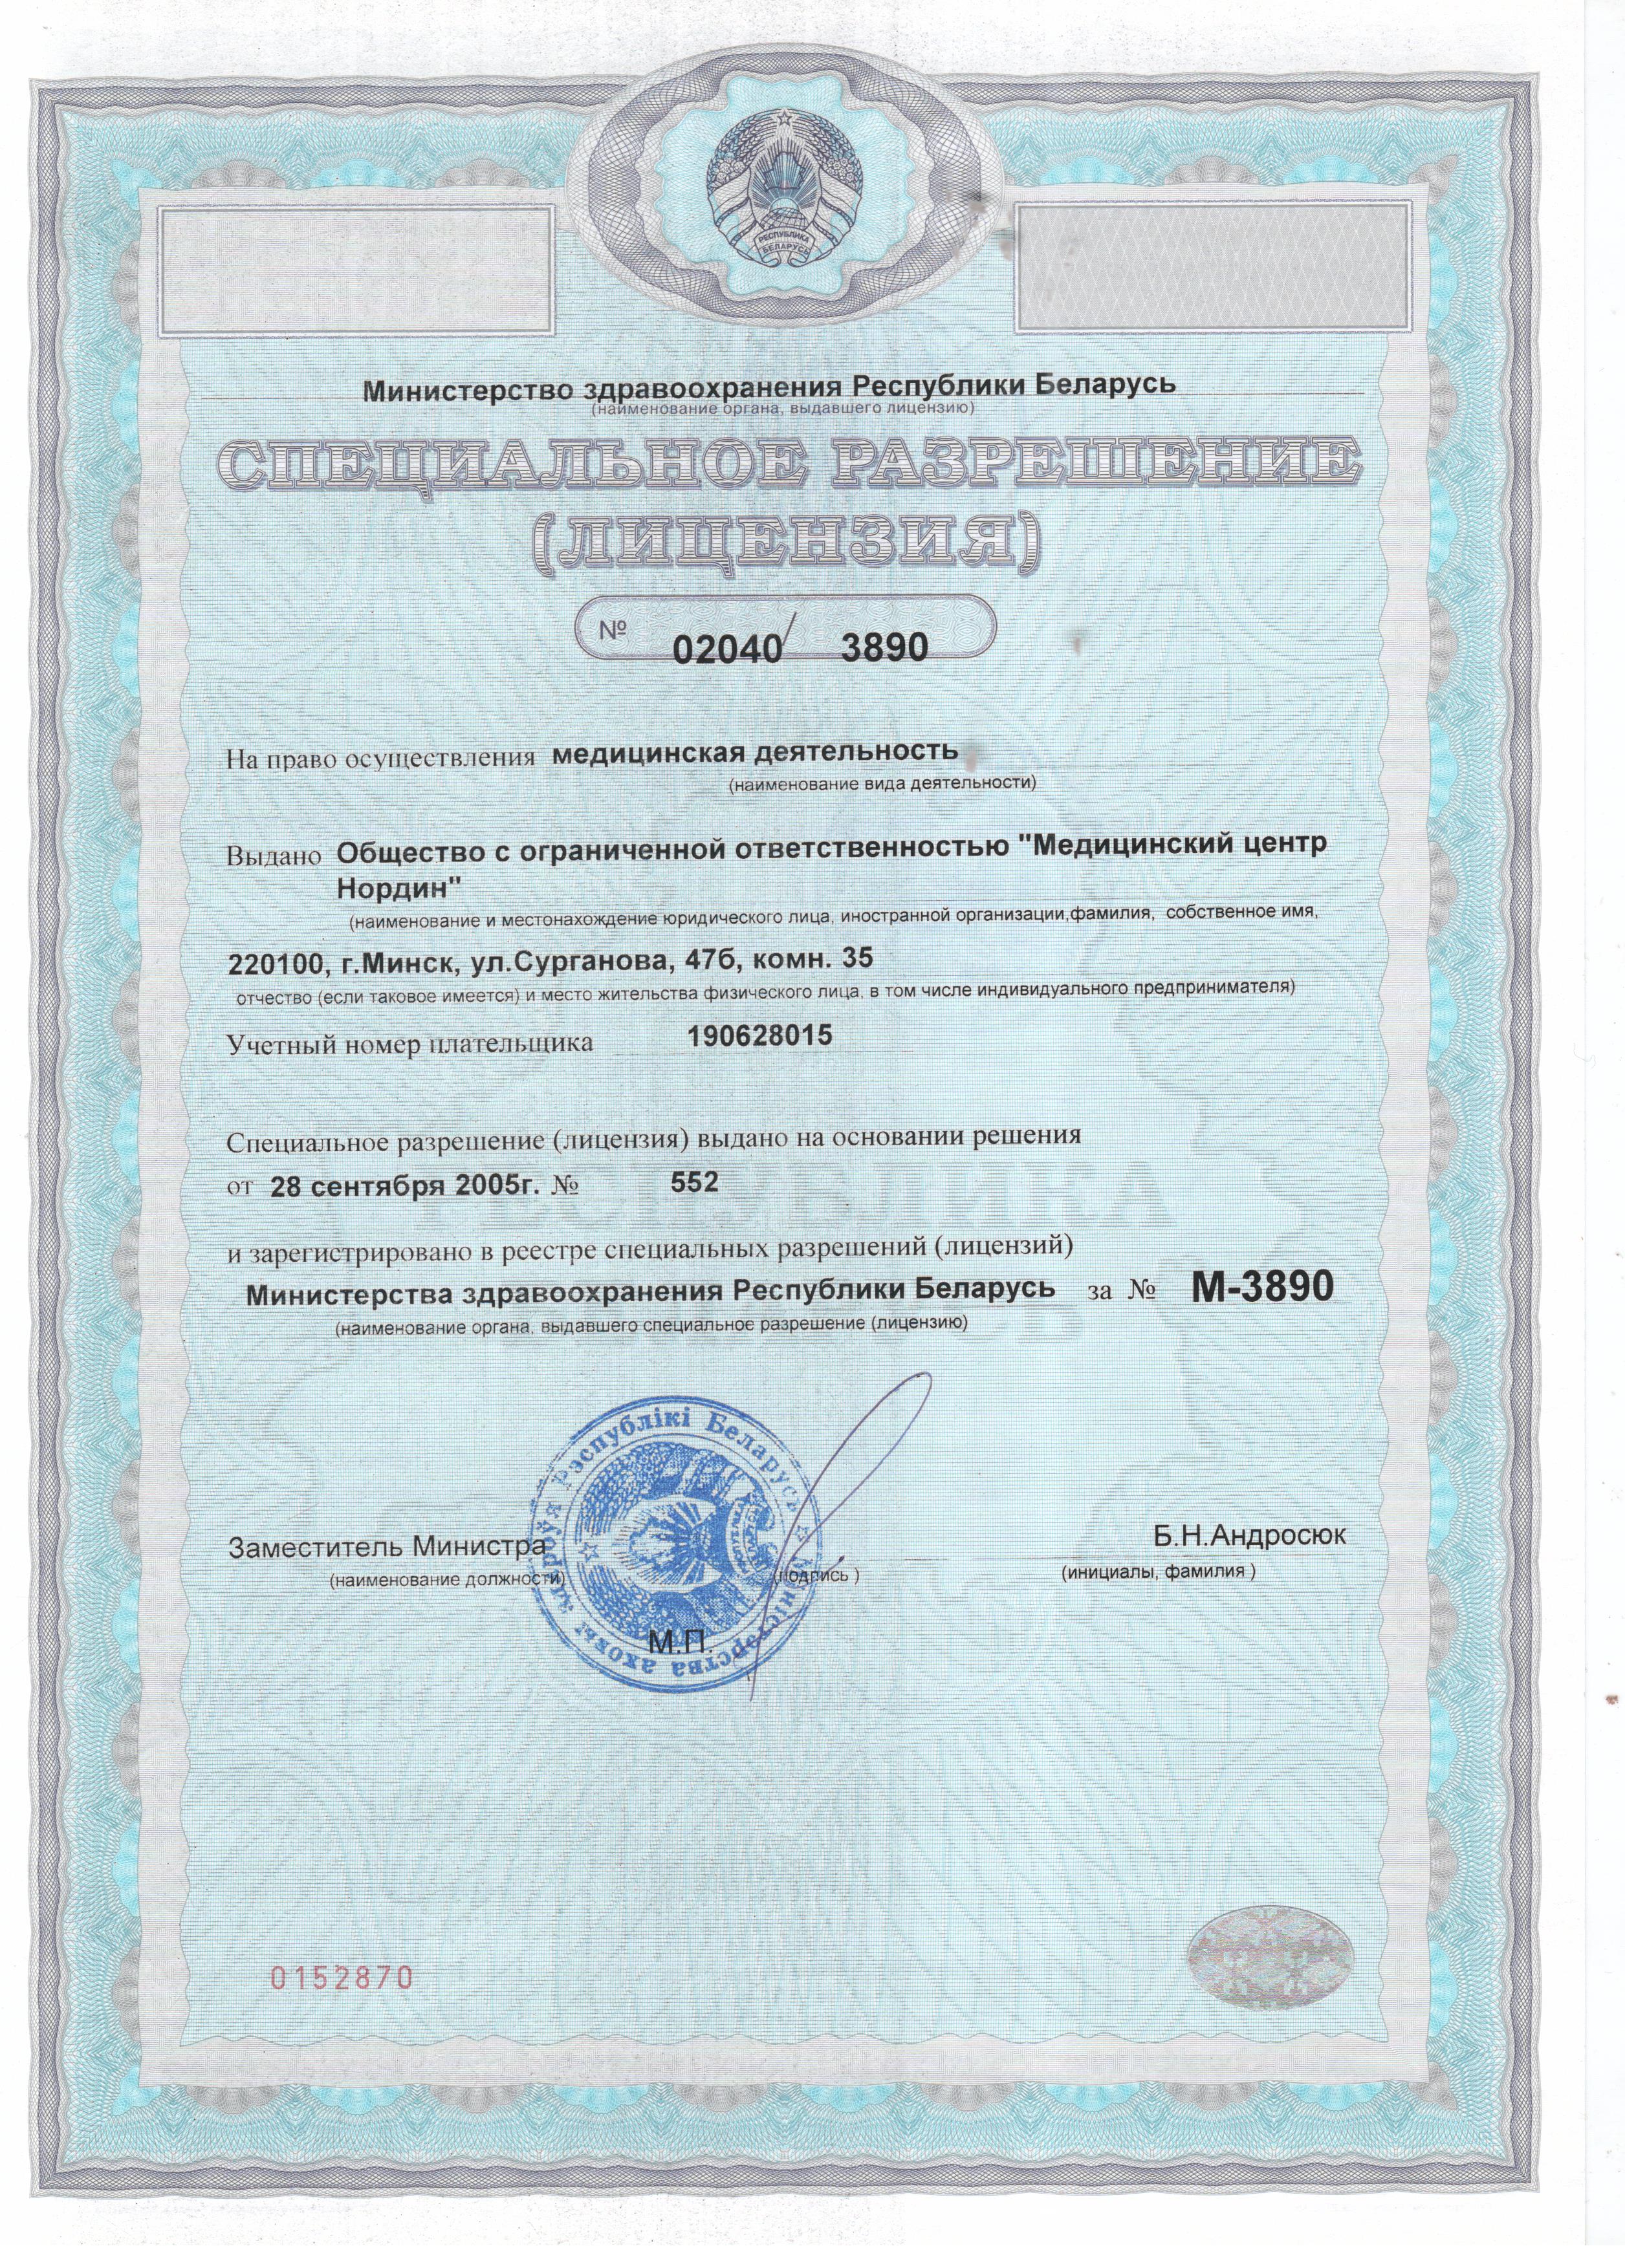 РЕСПУБЛИКА
БЕЛАРУСЬ
Министерство здравоохранения Республики Беларусь
(наименование органа, выдавшего лицензию)
СПЕЦИАЛЬНОЕ РАЗРЕШЕНИЕ
(ЛИЦЕНЗИЯ)
№ 02040/ 3890
На право осуществления медицинская деятельность
(наименование вида деятельности)
Выдано Общество с ограниченной ответственностью "Медицинский центр
Нордин"
(наименование и местонахождение юридического лица, иностранной организации,фамилия, собственное имя,
220100, г.Минск, ул.Сурганова, 47б, комн. 35
отчество (если таковое имеется) и место жительства физического лица, в том числе индивидуального предпринимателя)
Учетный номер плательщика 190628015
Специальное разрешение (лицензия) выдано на основании решения
от 28 сентября 2005г. № 552
РЕСПУБЛИКА
и зарегистрировано в реестре специальных разрешений (лицензий)
Министерства здравоохранения Республики Беларусь за № М-3890
(наименование органа, выдавшего специальное разрешение (лицензию)
Міністэрства аховы здароўя Рэспублікі Беларусь
Заместитель Министра Б.Н.Андросюк
(наименование должности) (подпись ) (инициалы, фамилия )
М.П.
0152870